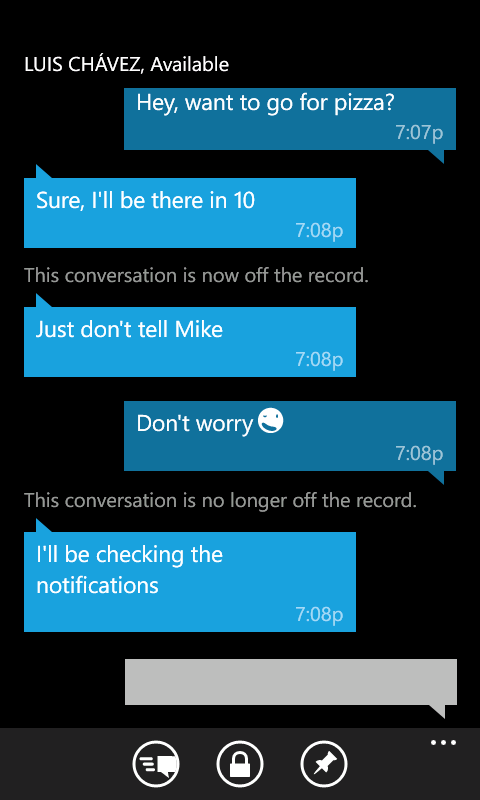 LUIS CHÁVEZ, Available
Hey, want to go for pizza?
7:07p
Sure, I'll be there in 10
7:08p
This conversation is now off the record.
Just don't tell Mike
7:08p
Don't worry
7:08p
This conversation is no longer off the record.
I'll be checking the
notifications
7:08p